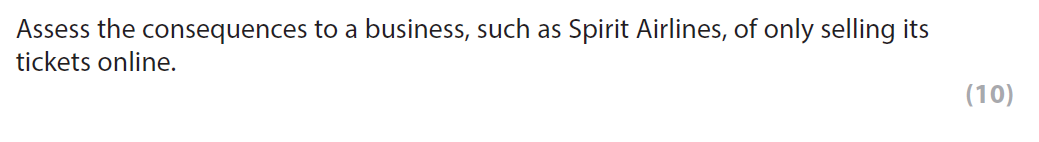 Assess the consequences to a business, such as Spirit Airlines, of only selling its
tickets online.
(10)